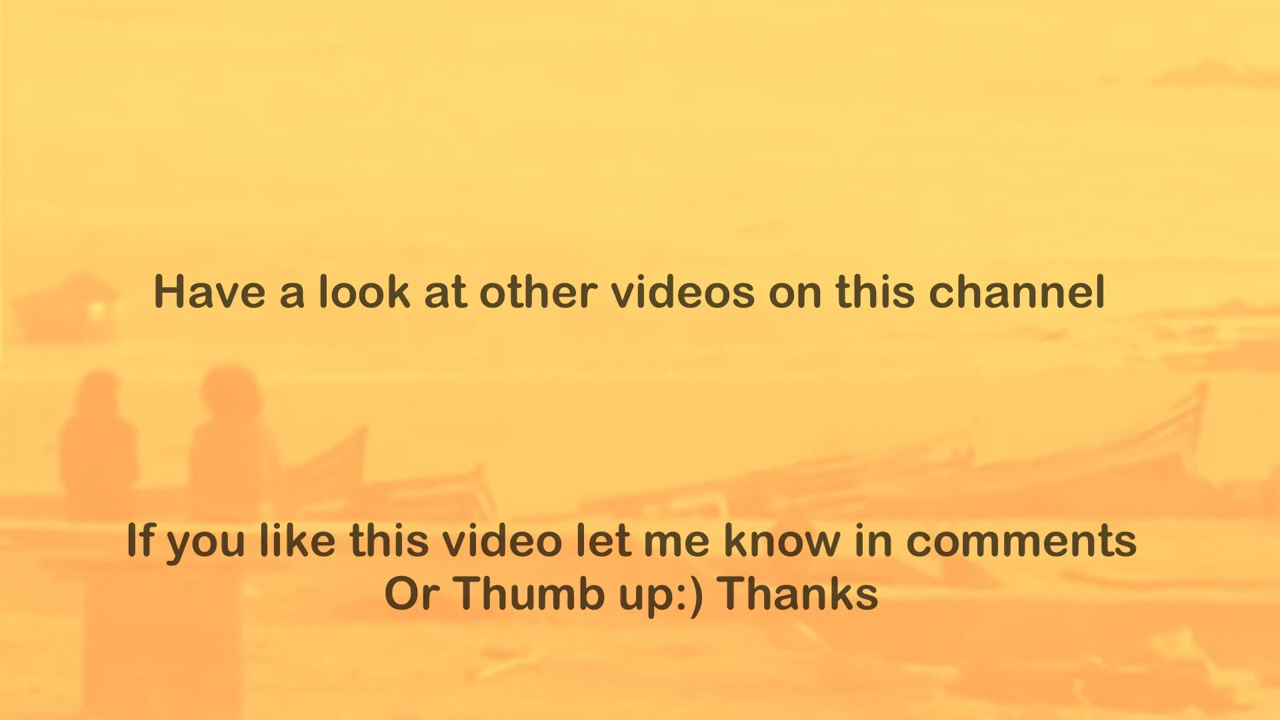 Have a look at other videos on this channel
If you like this video let me know in comments
Or Thumb up:) Thanks